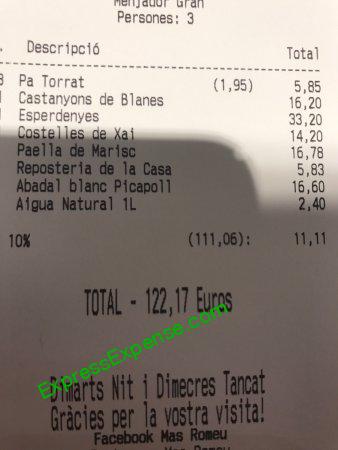 Menjador Gran
Persones: 3
Descripció Total
3 Pa Torrat (1,95) 5,85
Castanyons de Blanes 16,20
Esperdenyes 33,20
Costelles de Xai 14,20
Paella de Marisc 16,78
Reposteria de la Casa 5,83
Abadal blanc Picapoll 16,60
Aigua Natural 1L 2,40
10% (111,06): 11,11
TOTAL - 122,17 Euros
ExpressExpense.com
Dimarts Nit i Dimecres Tancat
Gràcies per la vostra visita!
Facebook Mas Romeu